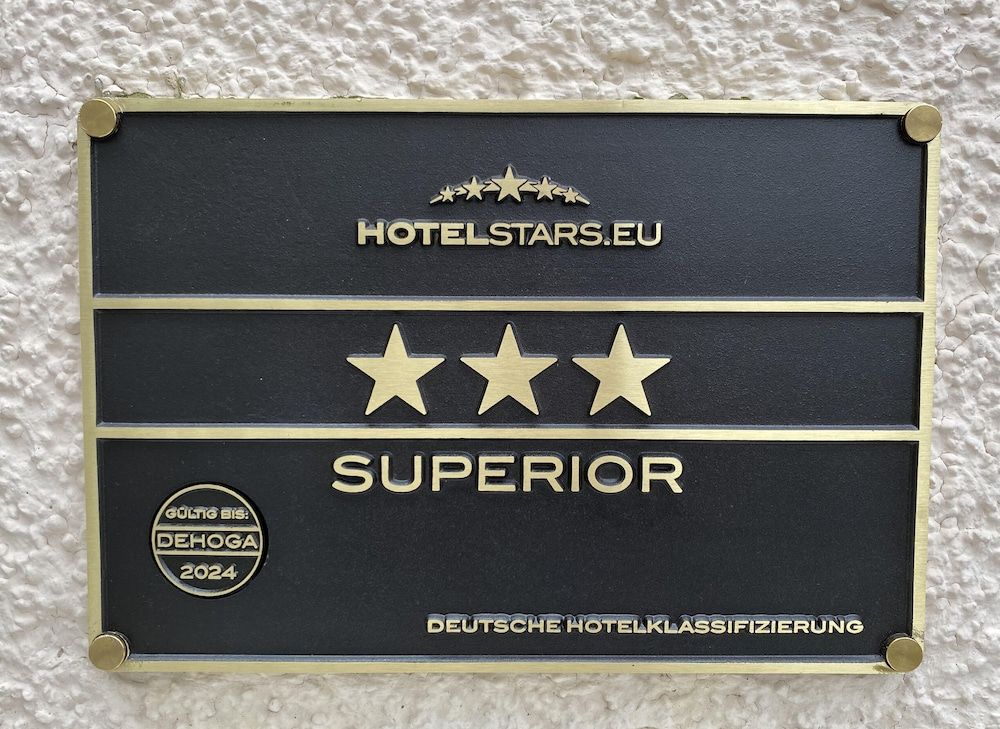 HOTELSTARS.EU
SUPERIOR
GÜLTIG BIS:
DEHOGA
2024
DEUTSCHE HOTELKLASSIFIZIERUNG